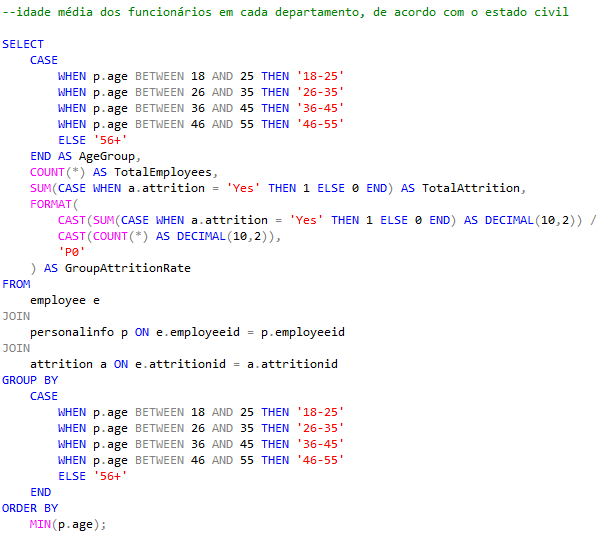 --idade média dos funcionários em cada departamento, de acordo com o estado civil
SELECT
CASE
WHEN p.age BETWEEN 18 AND 25 THEN '18-25'
WHEN p.age BETWEEN 26 AND 35 THEN '26-35'
WHEN p.age BETWEEN 36 AND 45 THEN '36-45'
WHEN p.age BETWEEN 46 AND 55 THEN '46-55'
ELSE '56+'
END AS AgeGroup,
COUNT(*) AS TotalEmployees,
SUM(CASE WHEN a.attrition = 'Yes' THEN 1 ELSE 0 END) AS TotalAttrition,
FORMAT(
CAST(SUM(CASE WHEN a.attrition = 'Yes' THEN 1 ELSE 0 END) AS DECIMAL(10,2)) /
CAST(COUNT(*) AS DECIMAL(10,2)),
'P0'
) AS GroupAttritionRate
FROM
employee e
JOIN
personalinfo p ON e.employeeid = p.employeeid
JOIN
attrition a ON e.attritionid = a.attritionid
GROUP BY
CASE
WHEN p.age BETWEEN 18 AND 25 THEN '18-25'
WHEN p.age BETWEEN 26 AND 35 THEN '26-35'
WHEN p.age BETWEEN 36 AND 45 THEN '36-45'
WHEN p.age BETWEEN 46 AND 55 THEN '46-55'
ELSE '56+'
END
ORDER BY
MIN(p.age);